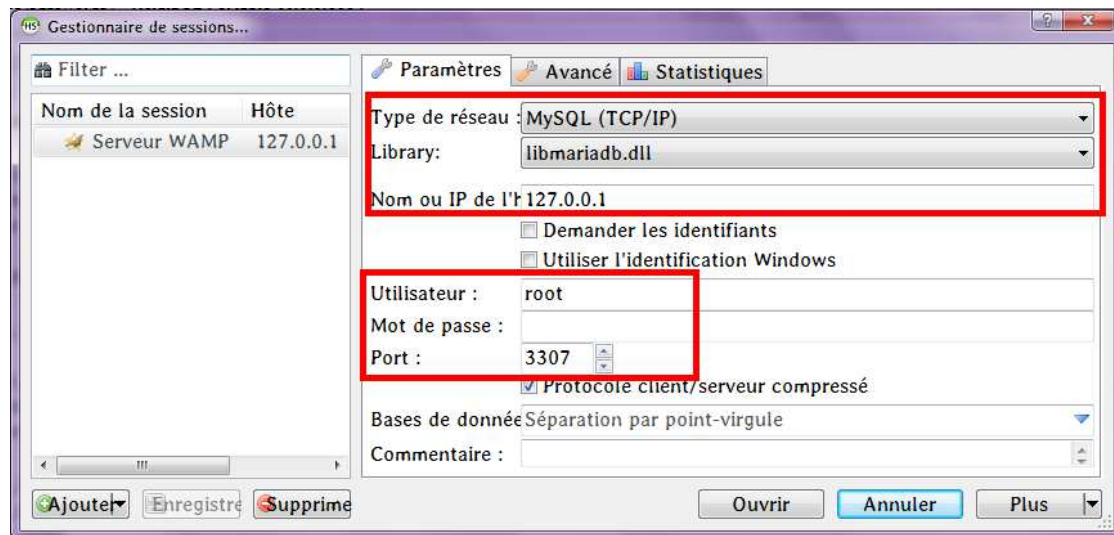 Gestionnaire de sessions...
Filter ...
Paramètres Avancé Statistiques
Nom de la session Hôte
Serveur WAMP 127.0.0.1
Type de réseau : MySQL (TCP/IP)
Library: libmariadb.dll
Nom ou IP de l'h 127.0.0.1
Demander les identifiants
Utiliser l'identification Windows
Utilisateur : root
Mot de passe :
Port : 3307
Protocole client/serveur compressé
Bases de donnée Séparation par point-virgule
Commentaire :
Ajouter Enregistre Supprime
Ouvrir Annuler Plus